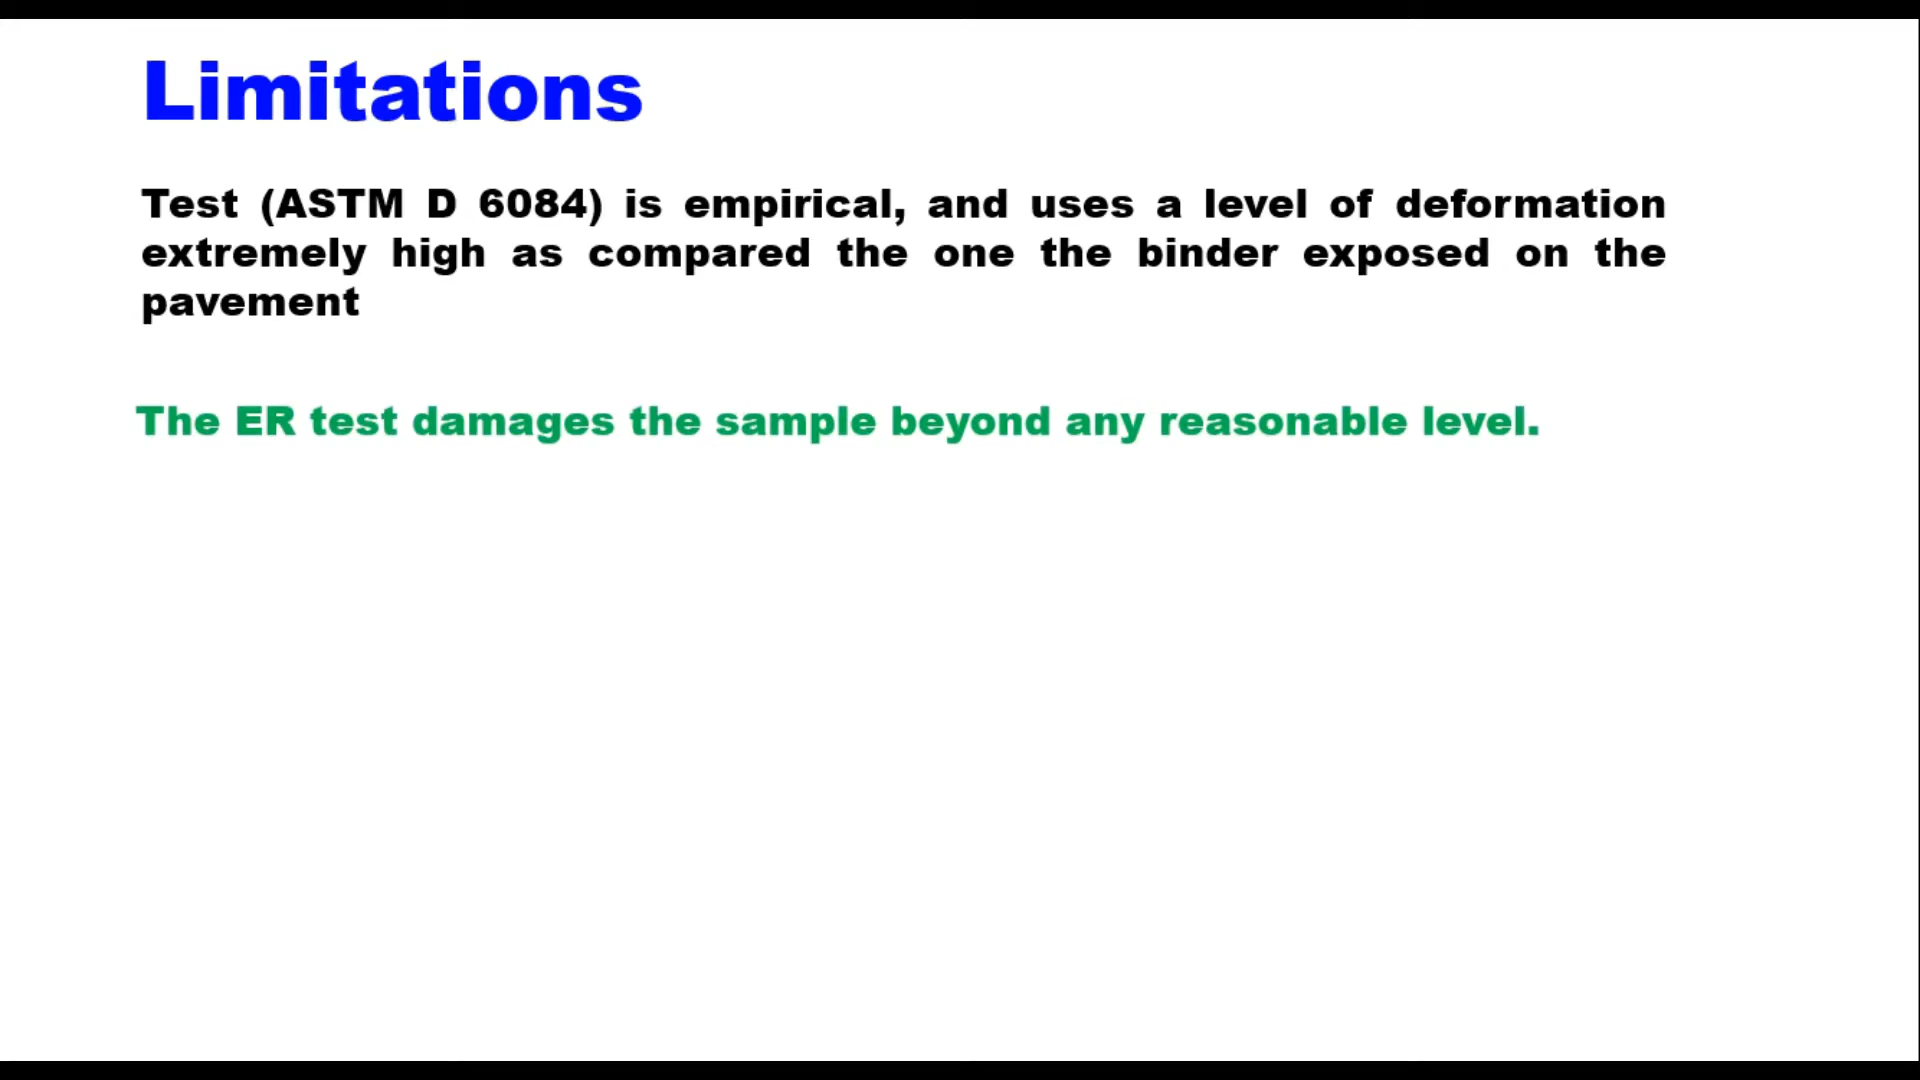 Limitations
Test (ASTM D 6084) is empirical, and uses a level of deformation
extremely high as compared the one the binder exposed on the
pavement
The ER test damages the sample beyond any reasonable level.